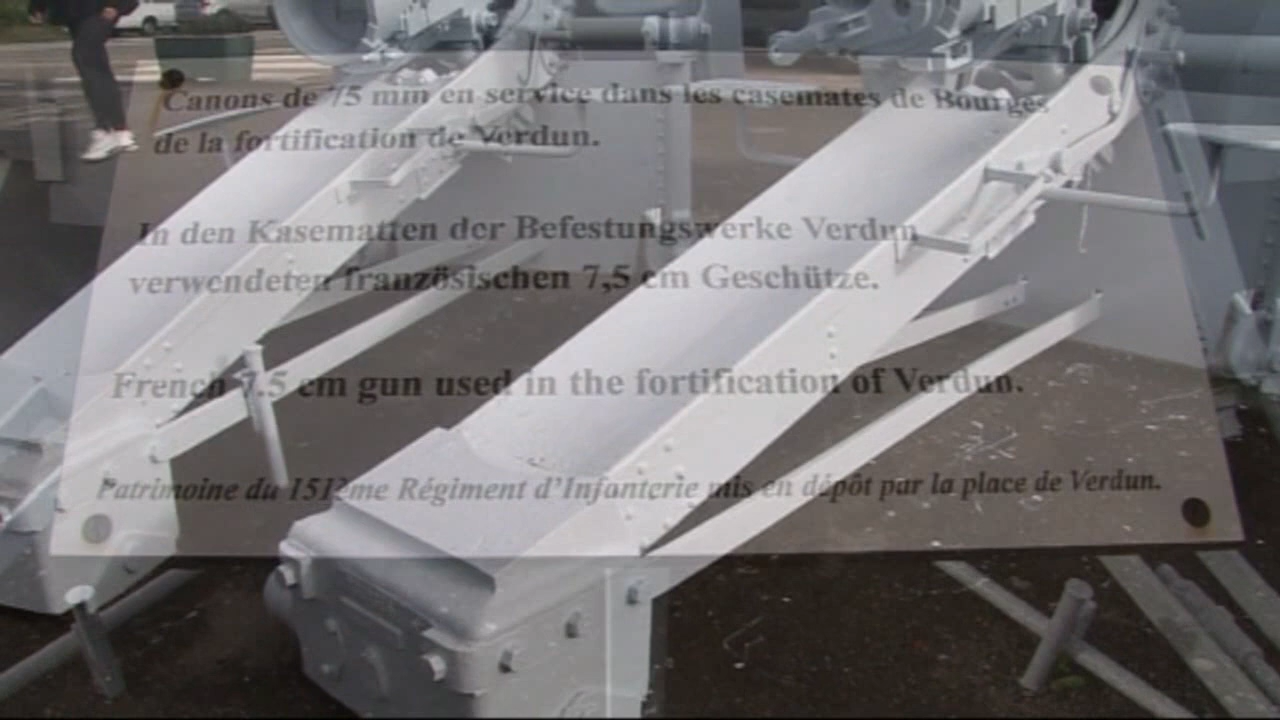 Canons de 75 mm en service dans les casemates de Bourges
de la fortification de Verdun.
In den Kasematten der Befestungswerke Verdun
verwendeten französischen 7,5 cm Geschütze.
French 7.5 cm gun used in the fortification of Verdun.
Patrimoine du 151ème Régiment d'Infanterie mis en dépôt par la place de Verdun.